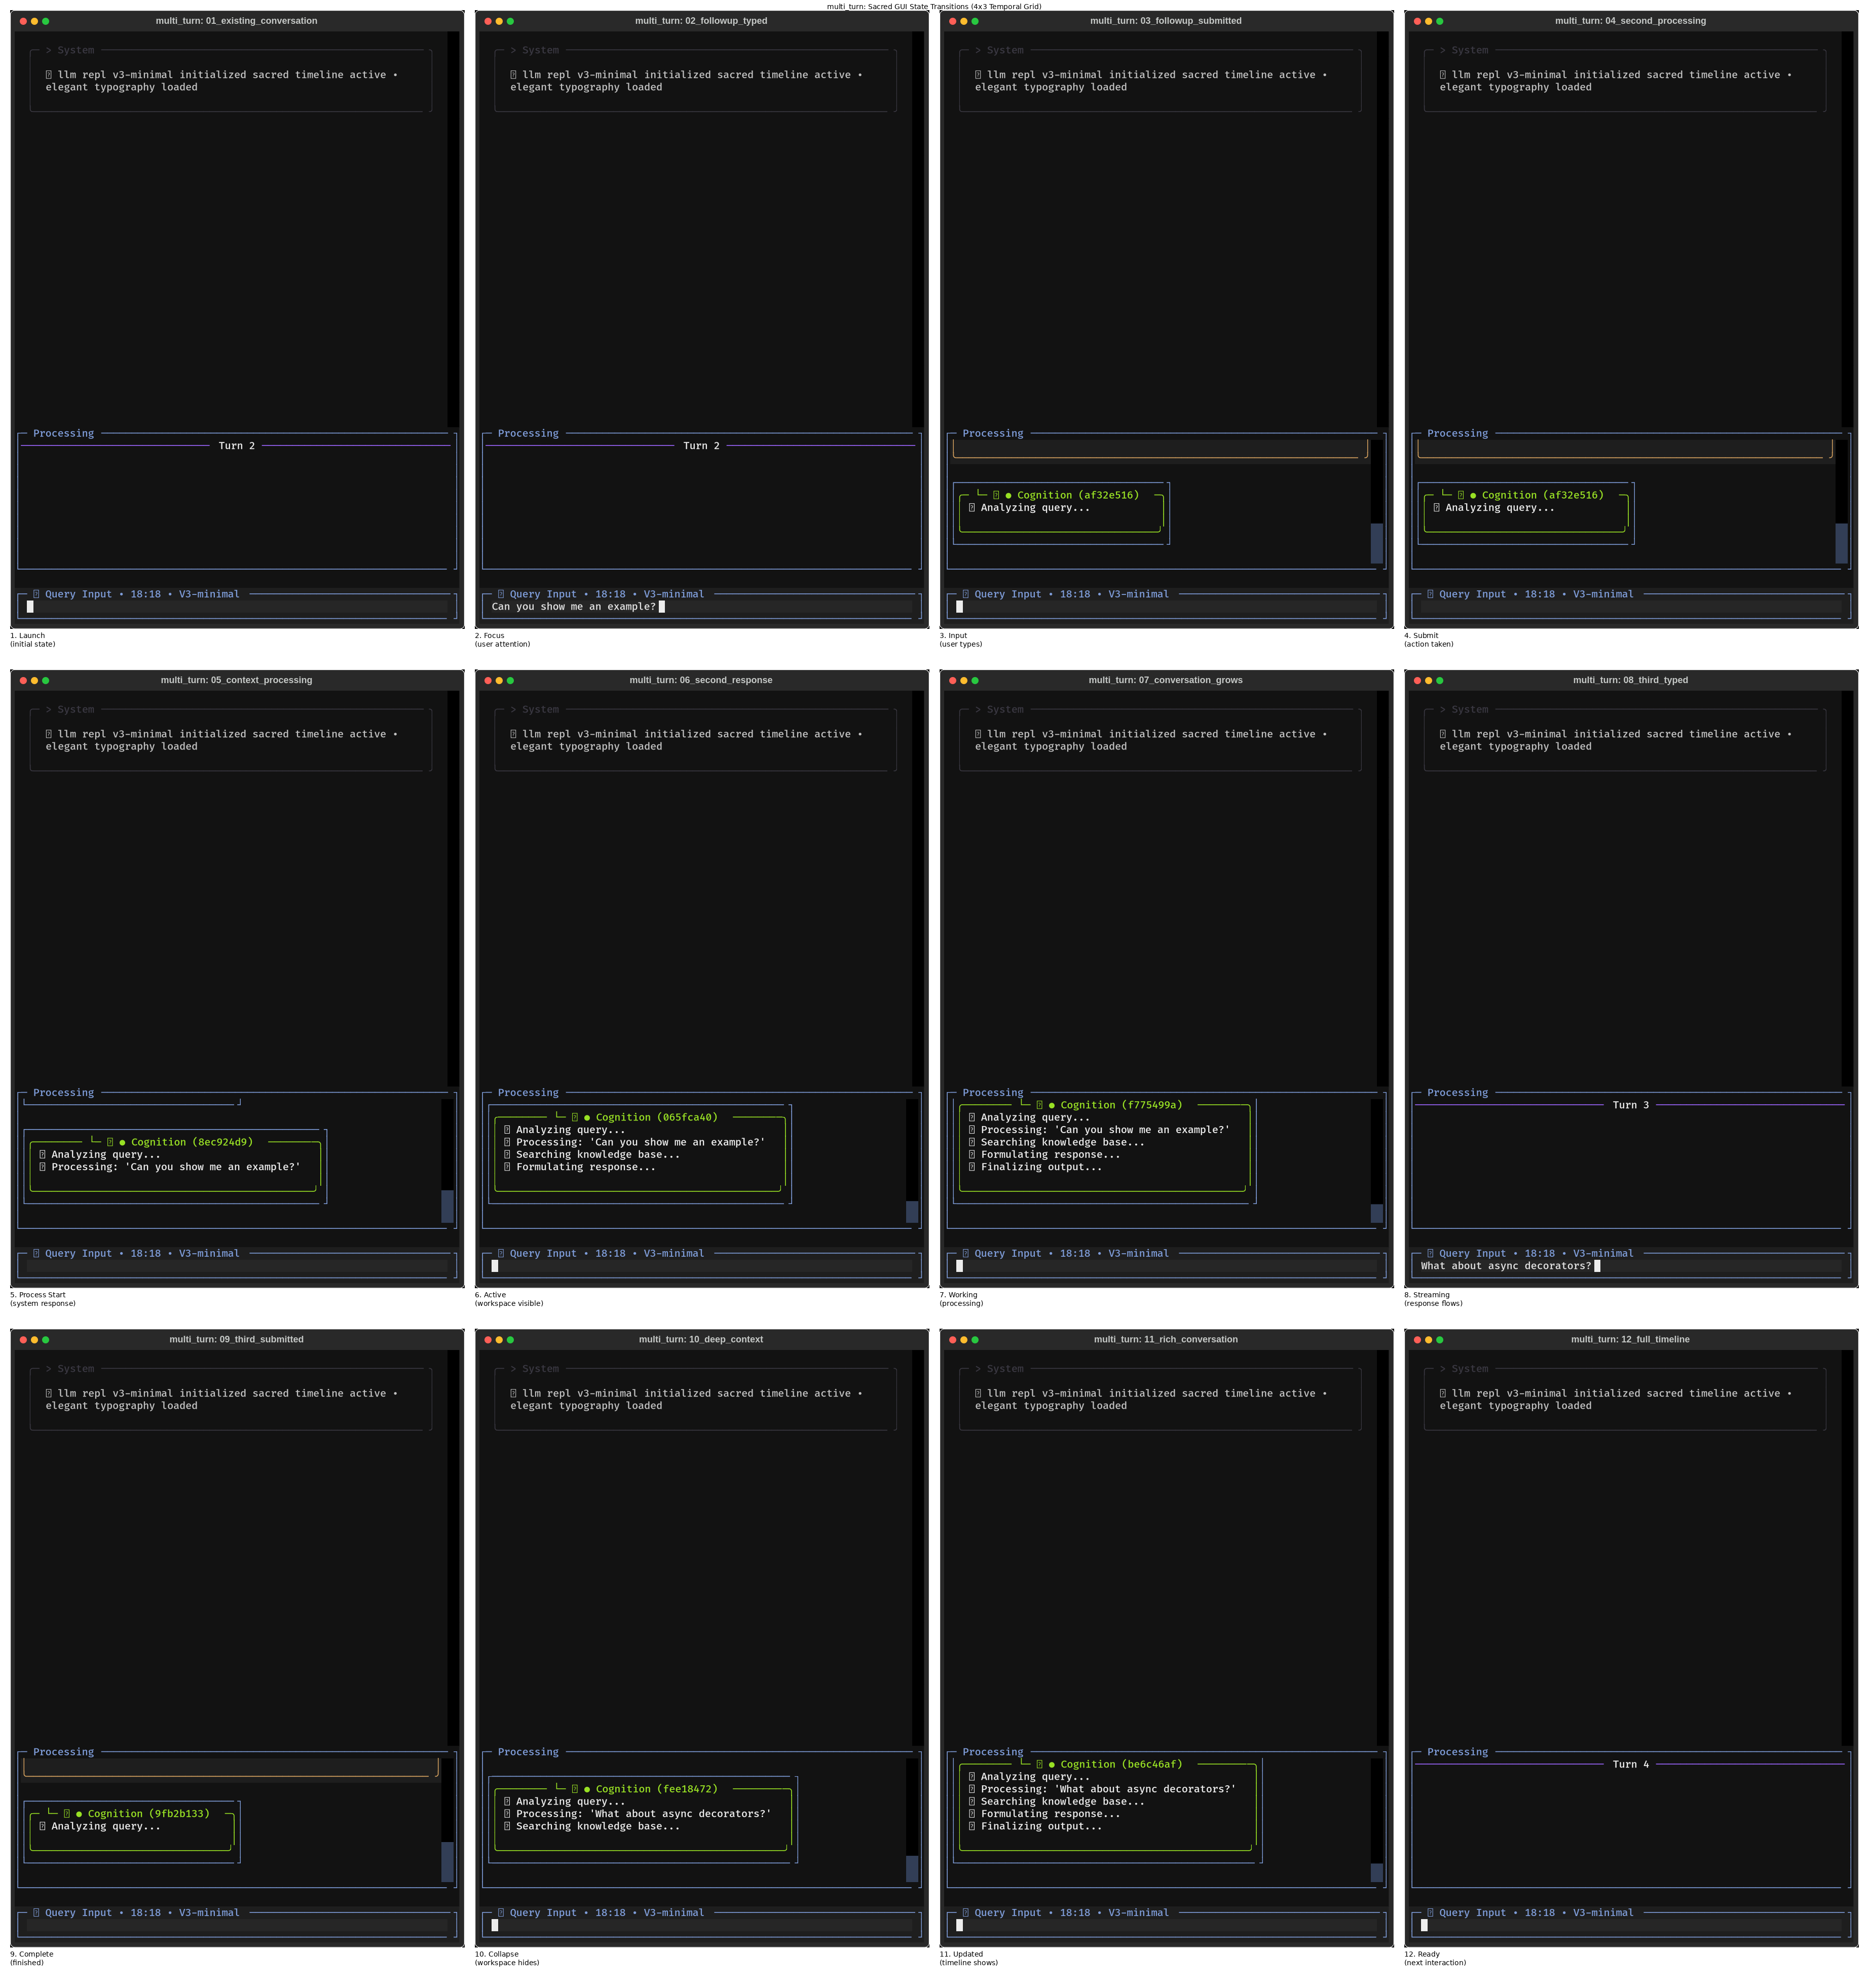 multi_turn: Sacred GUI State Transitions (4x3 Temporal Grid)
multi_turn: 01_existing_conversation
> System
llm repl v3-minimal initialized sacred timeline active •
elegant typography loaded
Processing
Turn 2
Query Input • 18:18 • V3-minimal
1. Launch
(initial state)
multi_turn: 02_followup_typed
> System
llm repl v3-minimal initialized sacred timeline active •
elegant typography loaded
Processing
Turn 2
Query Input • 18:18 • V3-minimal
Can you show me an example?
2. Focus
(user attention)
multi_turn: 03_followup_submitted
> System
llm repl v3-minimal initialized sacred timeline active •
elegant typography loaded
Processing
● Cognition (af32e516)
Analyzing query...
Query Input • 18:18 • V3-minimal
3. Input
(user types)
multi_turn: 04_second_processing
> System
llm repl v3-minimal initialized sacred timeline active •
elegant typography loaded
Processing
● Cognition (af32e516)
Analyzing query...
Query Input • 18:18 • V3-minimal
4. Submit
(action taken)
multi_turn: 05_context_processing
> System
llm repl v3-minimal initialized sacred timeline active •
elegant typography loaded
Processing
● Cognition (8ec924d9)
Analyzing query...
Processing: 'Can you show me an example?'
Query Input • 18:18 • V3-minimal
5. Process Start
(system response)
multi_turn: 06_second_response
> System
llm repl v3-minimal initialized sacred timeline active •
elegant typography loaded
Processing
● Cognition (065fca40)
Analyzing query...
Processing: 'Can you show me an example?'
Searching knowledge base...
Formulating response...
Query Input • 18:18 • V3-minimal
6. Active
(workspace visible)
multi_turn: 07_conversation_grows
> System
llm repl v3-minimal initialized sacred timeline active •
elegant typography loaded
Processing
● Cognition (f775499a)
Analyzing query...
Processing: 'Can you show me an example?'
Searching knowledge base...
Formulating response...
Finalizing output...
Query Input • 18:18 • V3-minimal
7. Working
(processing)
multi_turn: 08_third_typed
> System
llm repl v3-minimal initialized sacred timeline active •
elegant typography loaded
Processing
Turn 3
Query Input • 18:18 • V3-minimal
What about async decorators?
8. Streaming
(response flows)
multi_turn: 09_third_submitted
> System
llm repl v3-minimal initialized sacred timeline active •
elegant typography loaded
Processing
● Cognition (9fb2b133)
Analyzing query...
Query Input • 18:18 • V3-minimal
9. Complete
(finished)
multi_turn: 10_deep_context
> System
llm repl v3-minimal initialized sacred timeline active •
elegant typography loaded
Processing
● Cognition (fee18472)
Analyzing query...
Processing: 'What about async decorators?'
Searching knowledge base...
Query Input • 18:18 • V3-minimal
10. Collapse
(workspace hides)
multi_turn: 11_rich_conversation
> System
llm repl v3-minimal initialized sacred timeline active •
elegant typography loaded
Processing
● Cognition (be6c46af)
Analyzing query...
Processing: 'What about async decorators?'
Searching knowledge base...
Formulating response...
Finalizing output...
Query Input • 18:18 • V3-minimal
11. Updated
(timeline shows)
multi_turn: 12_full_timeline
> System
llm repl v3-minimal initialized sacred timeline active •
elegant typography loaded
Processing
Turn 4
Query Input • 18:18 • V3-minimal
12. Ready
(next interaction)